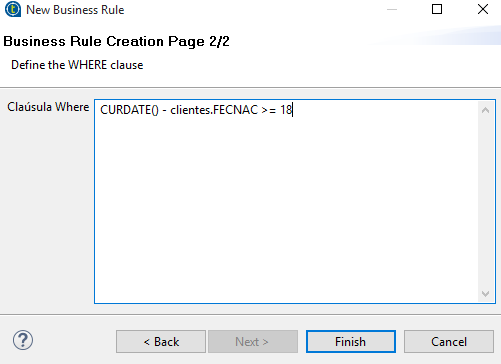 New Business Rule
Business Rule Creation Page 2/2
Define the WHERE clause
Claúsula Where
CURDATE() - clientes.FECNAC >= 18
?
< Back
Next >
Finish
Cancel